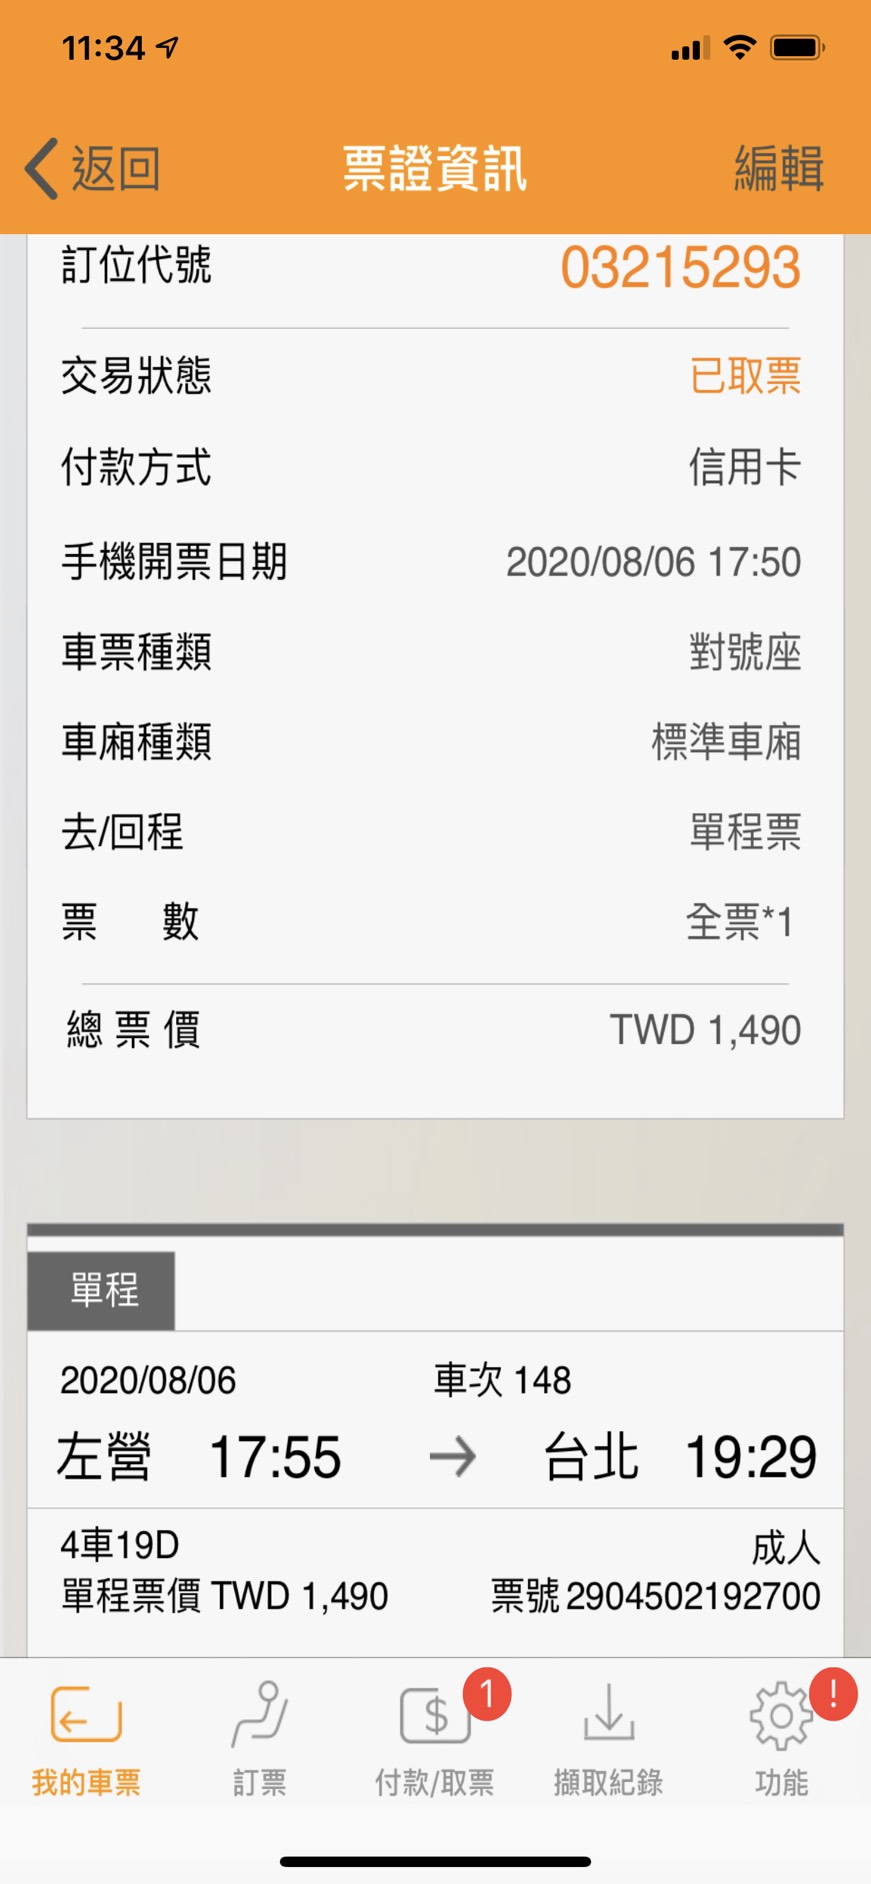 11:34
返回 票證資訊 編輯
訂位代號 03215293
交易狀態 已取票
付款方式 信用卡
手機開票日期 2020/08/06 17:50
車票種類 對號座
車廂種類 標準車廂
去/回程 單程票
票 數 全票*1
總 票 價 TWD 1,490
單程
2020/08/06 車次 148
左營 17:55 → 台北 19:29
4車19D 成人
單程票價 TWD 1,490 票號 2904502192700
1 !
我的車票 訂票 付款/取票 擷取紀錄 功能